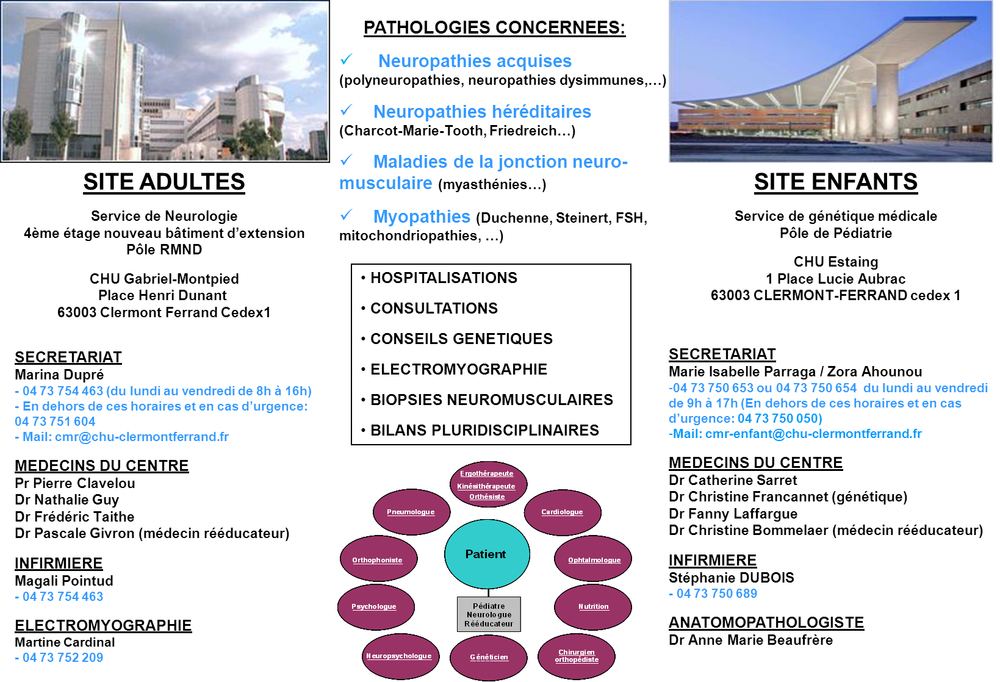 SITE ADULTES
Service de Neurologie
4ème étage nouveau bâtiment d’extension
Pôle RMND
CHU Gabriel-Montpied
Place Henri Dunant
63003 Clermont Ferrand Cedex1
SECRETARIAT
Marina Dupré
- 04 73 754 463 (du lundi au vendredi de 8h à 16h)
- En dehors de ces horaires et en cas d’urgence:
04 73 751 604
- Mail: cmr@chu-clermontferrand.fr
MEDECINS DU CENTRE
Pr Pierre Clavelou
Dr Nathalie Guy
Dr Frédéric Taithe
Dr Pascale Givron (médecin rééducateur)
INFIRMIERE
Magali Pointud
- 04 73 754 463
ELECTROMYOGRAPHIE
Martine Cardinal
- 04 73 752 209
PATHOLOGIES CONCERNEES:
✓ Neuropathies acquises
(polyneuropathies, neuropathies dysimmunes,…)
✓ Neuropathies héréditaires
(Charcot-Marie-Tooth, Friedreich…)
✓ Maladies de la jonction neuro-
musculaire (myasthénies…)
✓ Myopathies (Duchenne, Steinert, FSH,
mitochondriopathies, …)
• HOSPITALISATIONS
• CONSULTATIONS
• CONSEILS GENETIQUES
• ELECTROMYOGRAPHIE
• BIOPSIES NEUROMUSCULAIRES
• BILANS PLURIDISCIPLINAIRES
Ergothérapeute
Kinésithérapeute
Orthésiste
Pneumologue
Cardiologue
Patient
Orthophoniste
Ophtalmologue
Psychologue
Pédiatre
Neurologue
Rééducateur
Nutrition
Neuropsychologue
Généticien
Chirurgien
orthopédiste
SITE ENFANTS
Service de génétique médicale
Pôle de Pédiatrie
CHU Estaing
1 Place Lucie Aubrac
63003 CLERMONT-FERRAND cedex 1
SECRETARIAT
Marie Isabelle Parraga / Zora Ahounou
-04 73 750 653 ou 04 73 750 654 du lundi au vendredi
de 9h à 17h (En dehors de ces horaires et en cas
d’urgence: 04 73 750 050)
-Mail: cmr-enfant@chu-clermontferrand.fr
MEDECINS DU CENTRE
Dr Catherine Sarret
Dr Christine Francannet (génétique)
Dr Fanny Laffargue
Dr Christine Bommelaer (médecin rééducateur)
INFIRMIERE
Stéphanie DUBOIS
- 04 73 750 689
ANATOMOPATHOLOGISTE
Dr Anne Marie Beaufrère